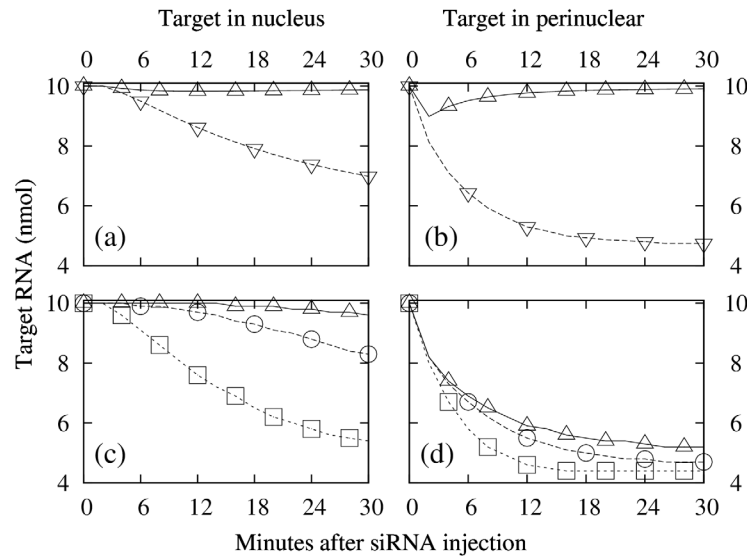 Target in nucleus Target in perinuclear
0 6 12 18 24 30 0 6 12 18 24 30
10 10
8 8
6 6
(a) (b)
4 4
Target RNA (nmol)
10 10
8 8
6 6
(c) (d)
4 4
0 6 12 18 24 30 0 6 12 18 24 30
Minutes after siRNA injection